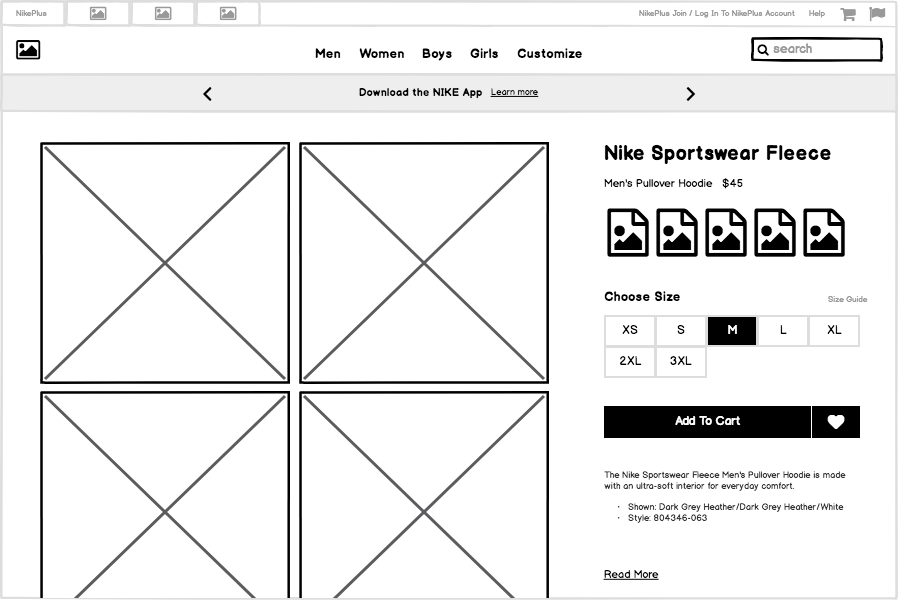 NikePlus
NikePlus Join / Log In To NikePlus Account Help
Men Women Boys Girls Customize
search
Download the NIKE App Learn more
Nike Sportswear Fleece
Men's Pullover Hoodie $45
Choose Size
Size Guide
XS S M L XL
2XL 3XL
Add To Cart
The Nike Sportswear Fleece Men's Pullover Hoodie is made
with an ultra-soft interior for everyday comfort.
· Shown: Dark Grey Heather/Dark Grey Heather/White
· Style: 804346-063
Read More